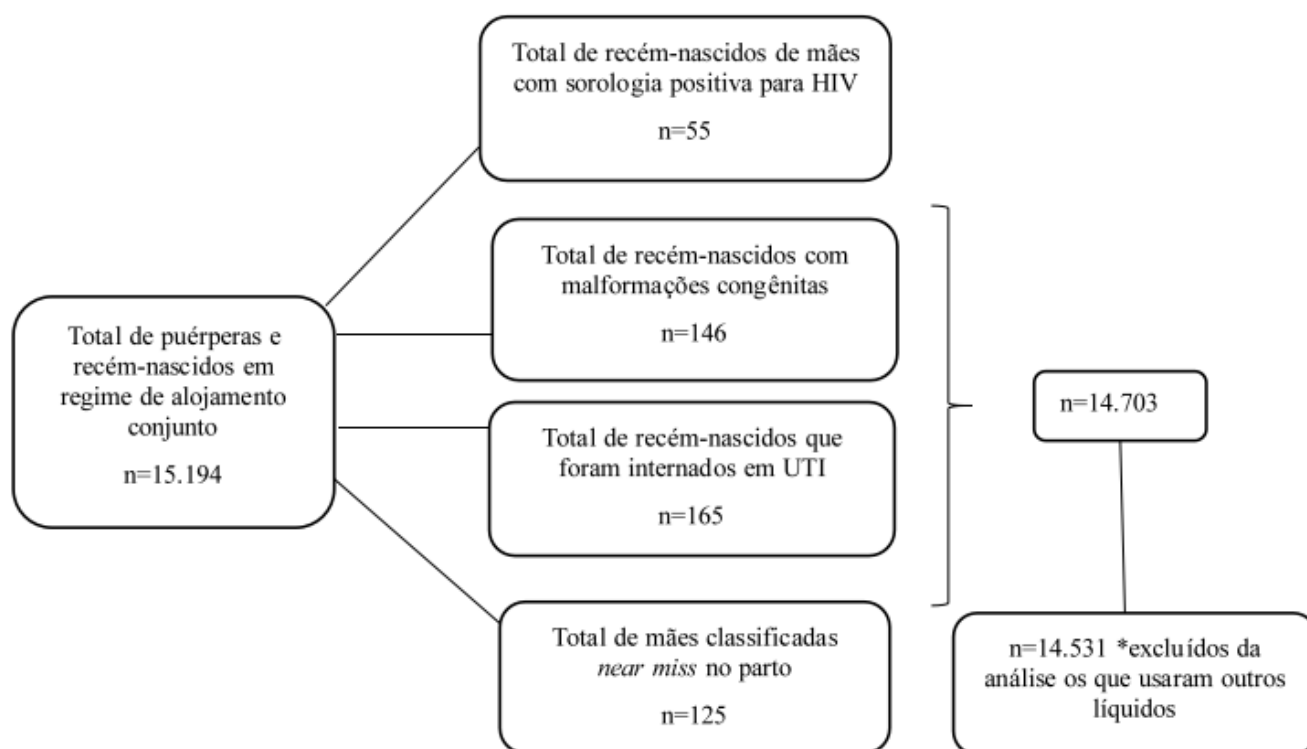 Total de recém-nascidos de mães
com sorologia positiva para HIV
n=55
Total de recém-nascidos com
malformações congênitas
n=146
Total de puérperas e
recém-nascidos em
regime de alojamento
conjunto
n=15.194
Total de recém-nascidos que
foram internados em UTI
n=165
Total de mães classificadas
near miss no parto
n=125
n=14.703
n=14.531 *excluídos da
análise os que usaram outros
líquidos